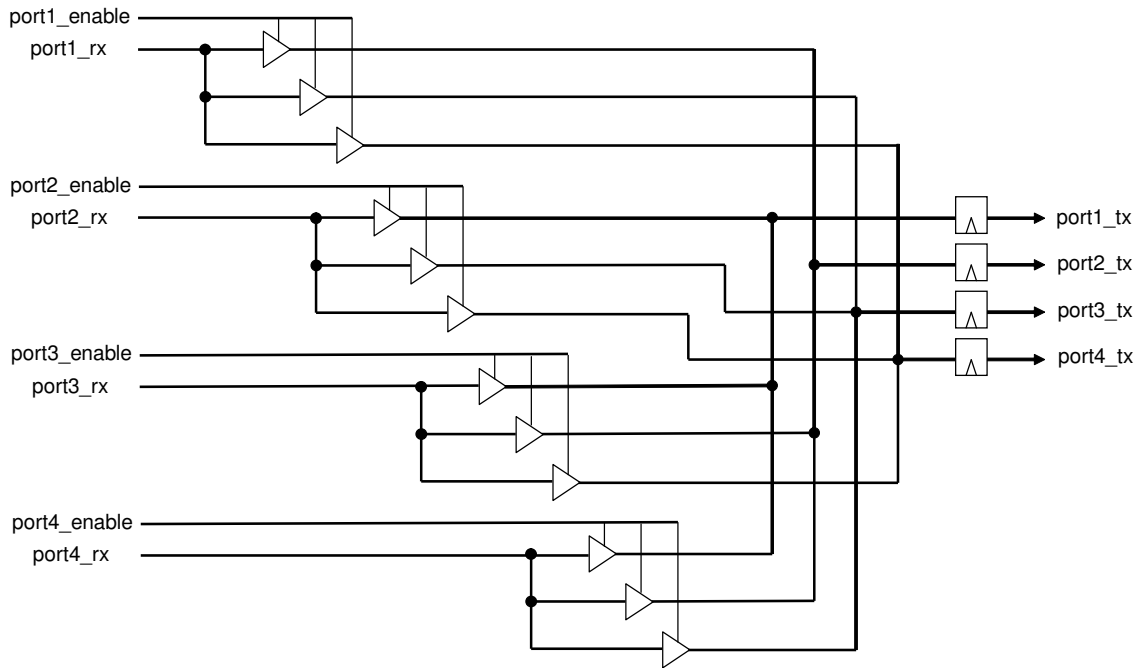 port1_enable
port1_rx
port2_enable
port2_rx
port1_tx
port2_tx
port3_tx
port3_enable
port4_tx
port3_rx
port4_enable
port4_rx